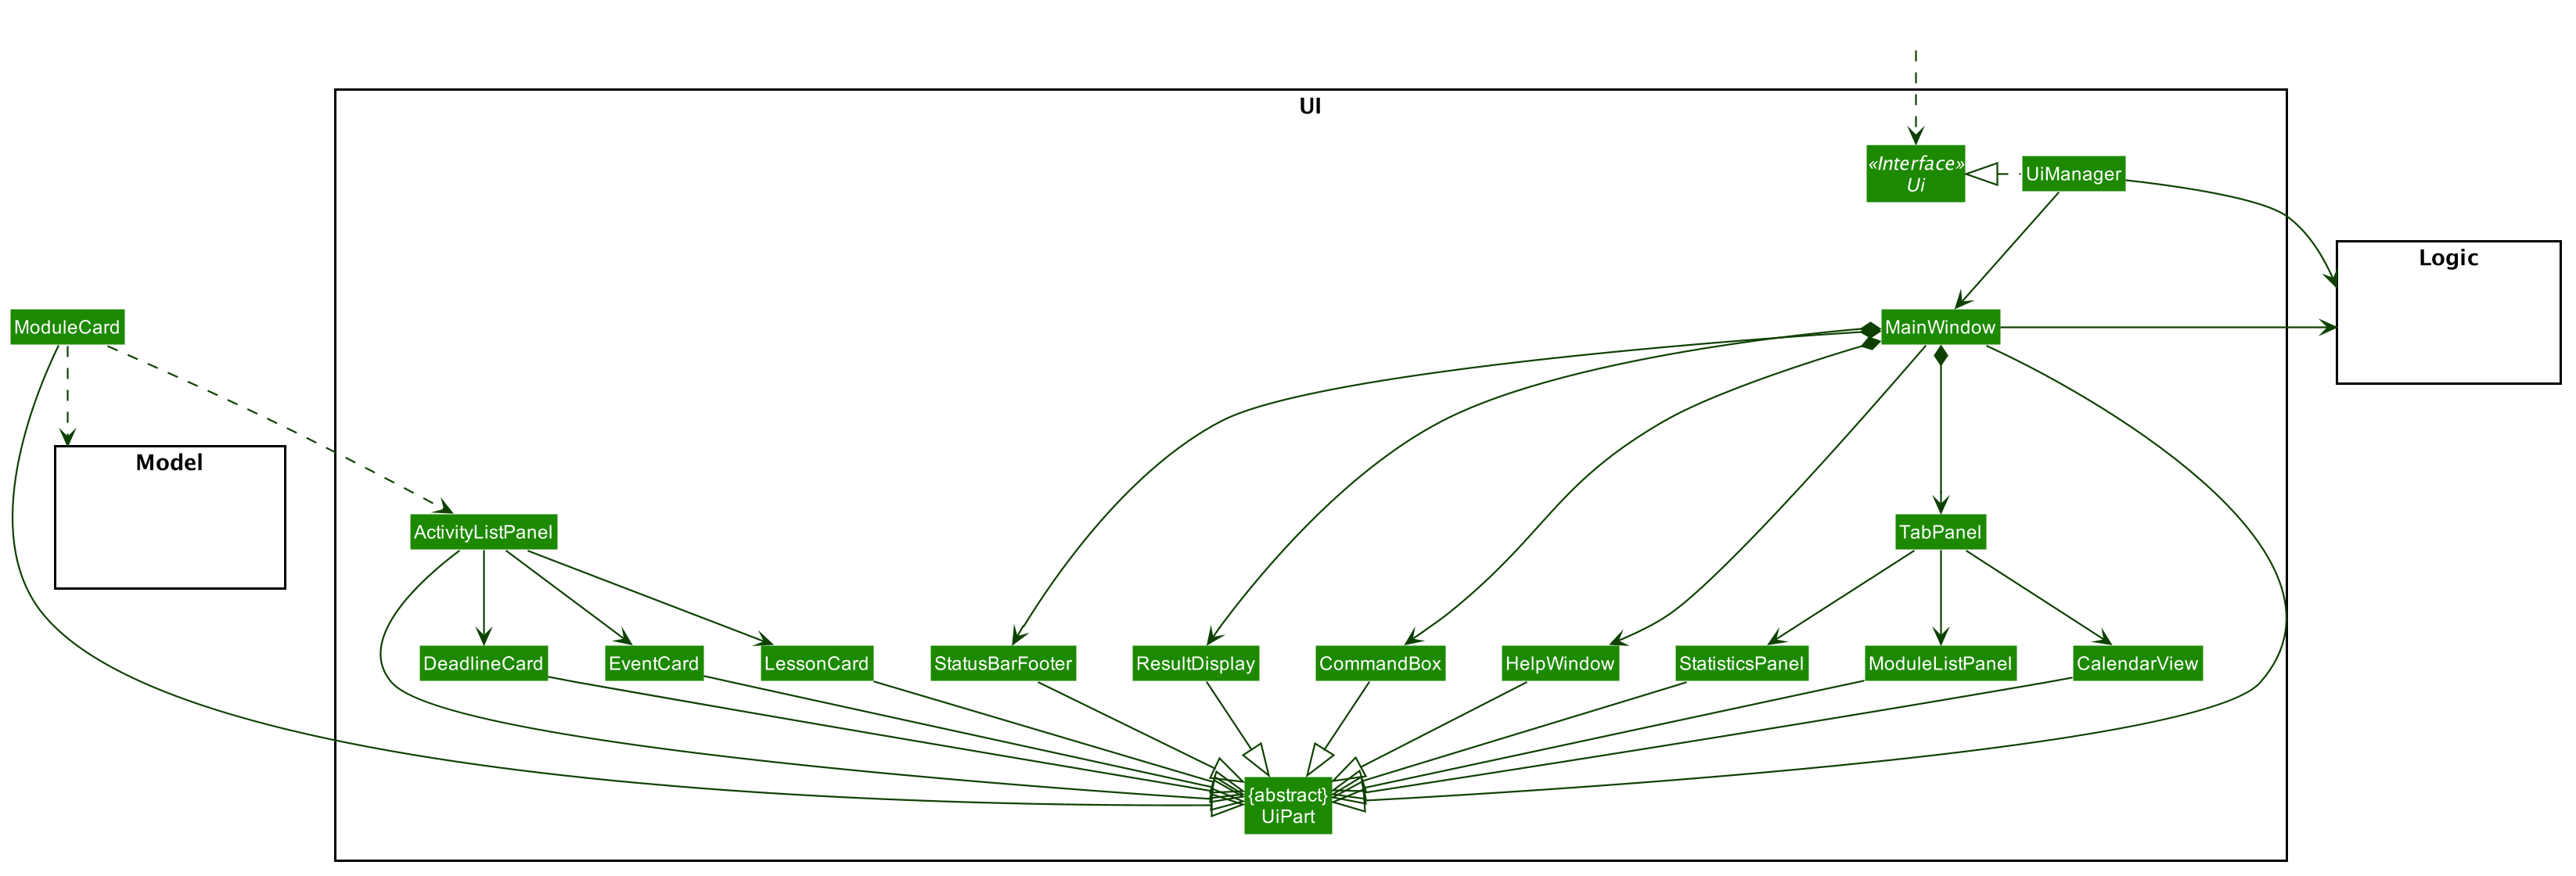 UI
«Interface»
Ui
UiManager
Logic
ModuleCard
MainWindow
Model
ActivityListPanel
TabPanel
DeadlineCard
EventCard
LessonCard
StatusBarFooter
ResultDisplay
CommandBox
HelpWindow
StatisticsPanel
ModuleListPanel
CalendarView
{abstract}
UiPart